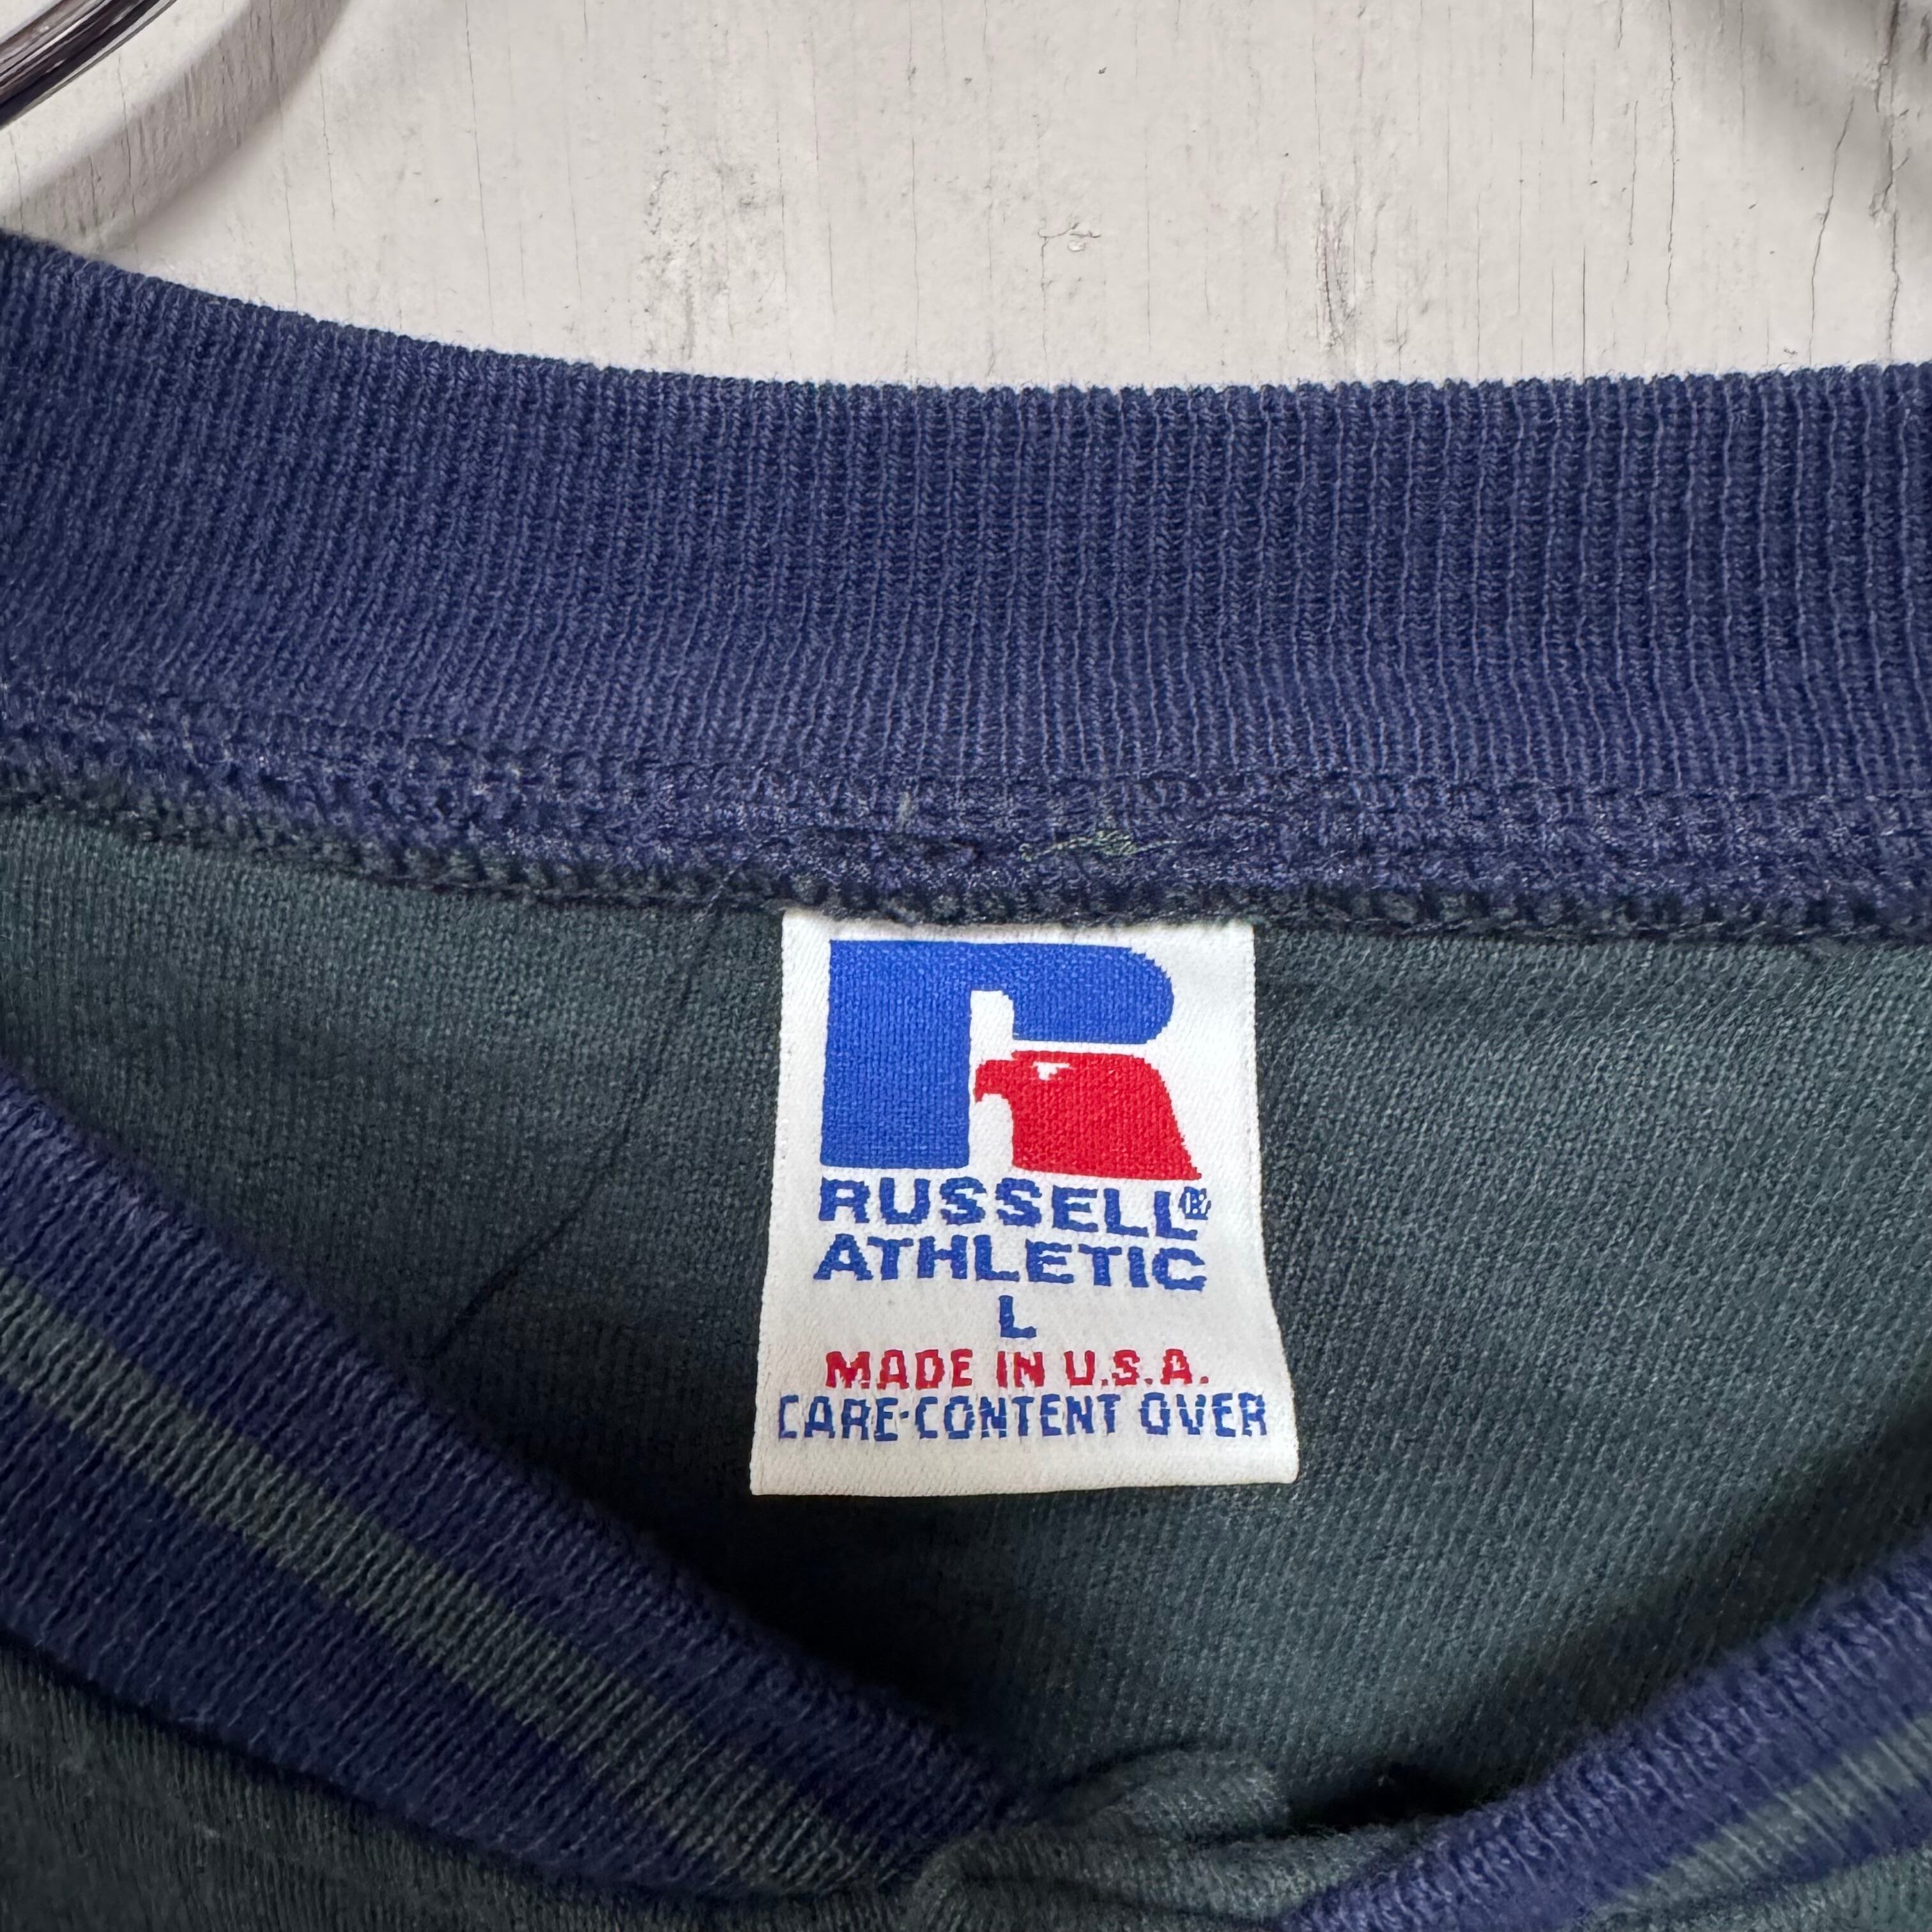 RUSSELL®
ATHLETIC
L
MADE IN U.S.A.
CARE·CONTENT OVER